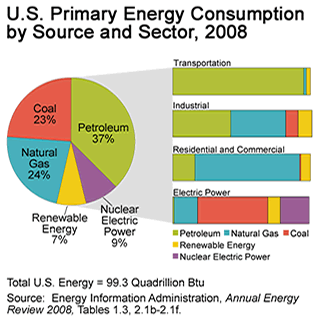 U.S. Primary Energy Consumption
by Source and Sector, 2008
Transportation
Coal
23%
Petroleum
37%
Natural
Gas
24%
Renewable
Energy
7%
Nuclear
Electric
Power
9%
Industrial
Residential and Commercial
Electric Power
Petroleum
Natural Gas
Coal
Renewable Energy
Nuclear Electric Power
Total U.S. Energy = 99.3 Quadrillion Btu
Source: Energy Information Administration, Annual Energy
Review 2008, Tables 1.3, 2.1b-2.1f.